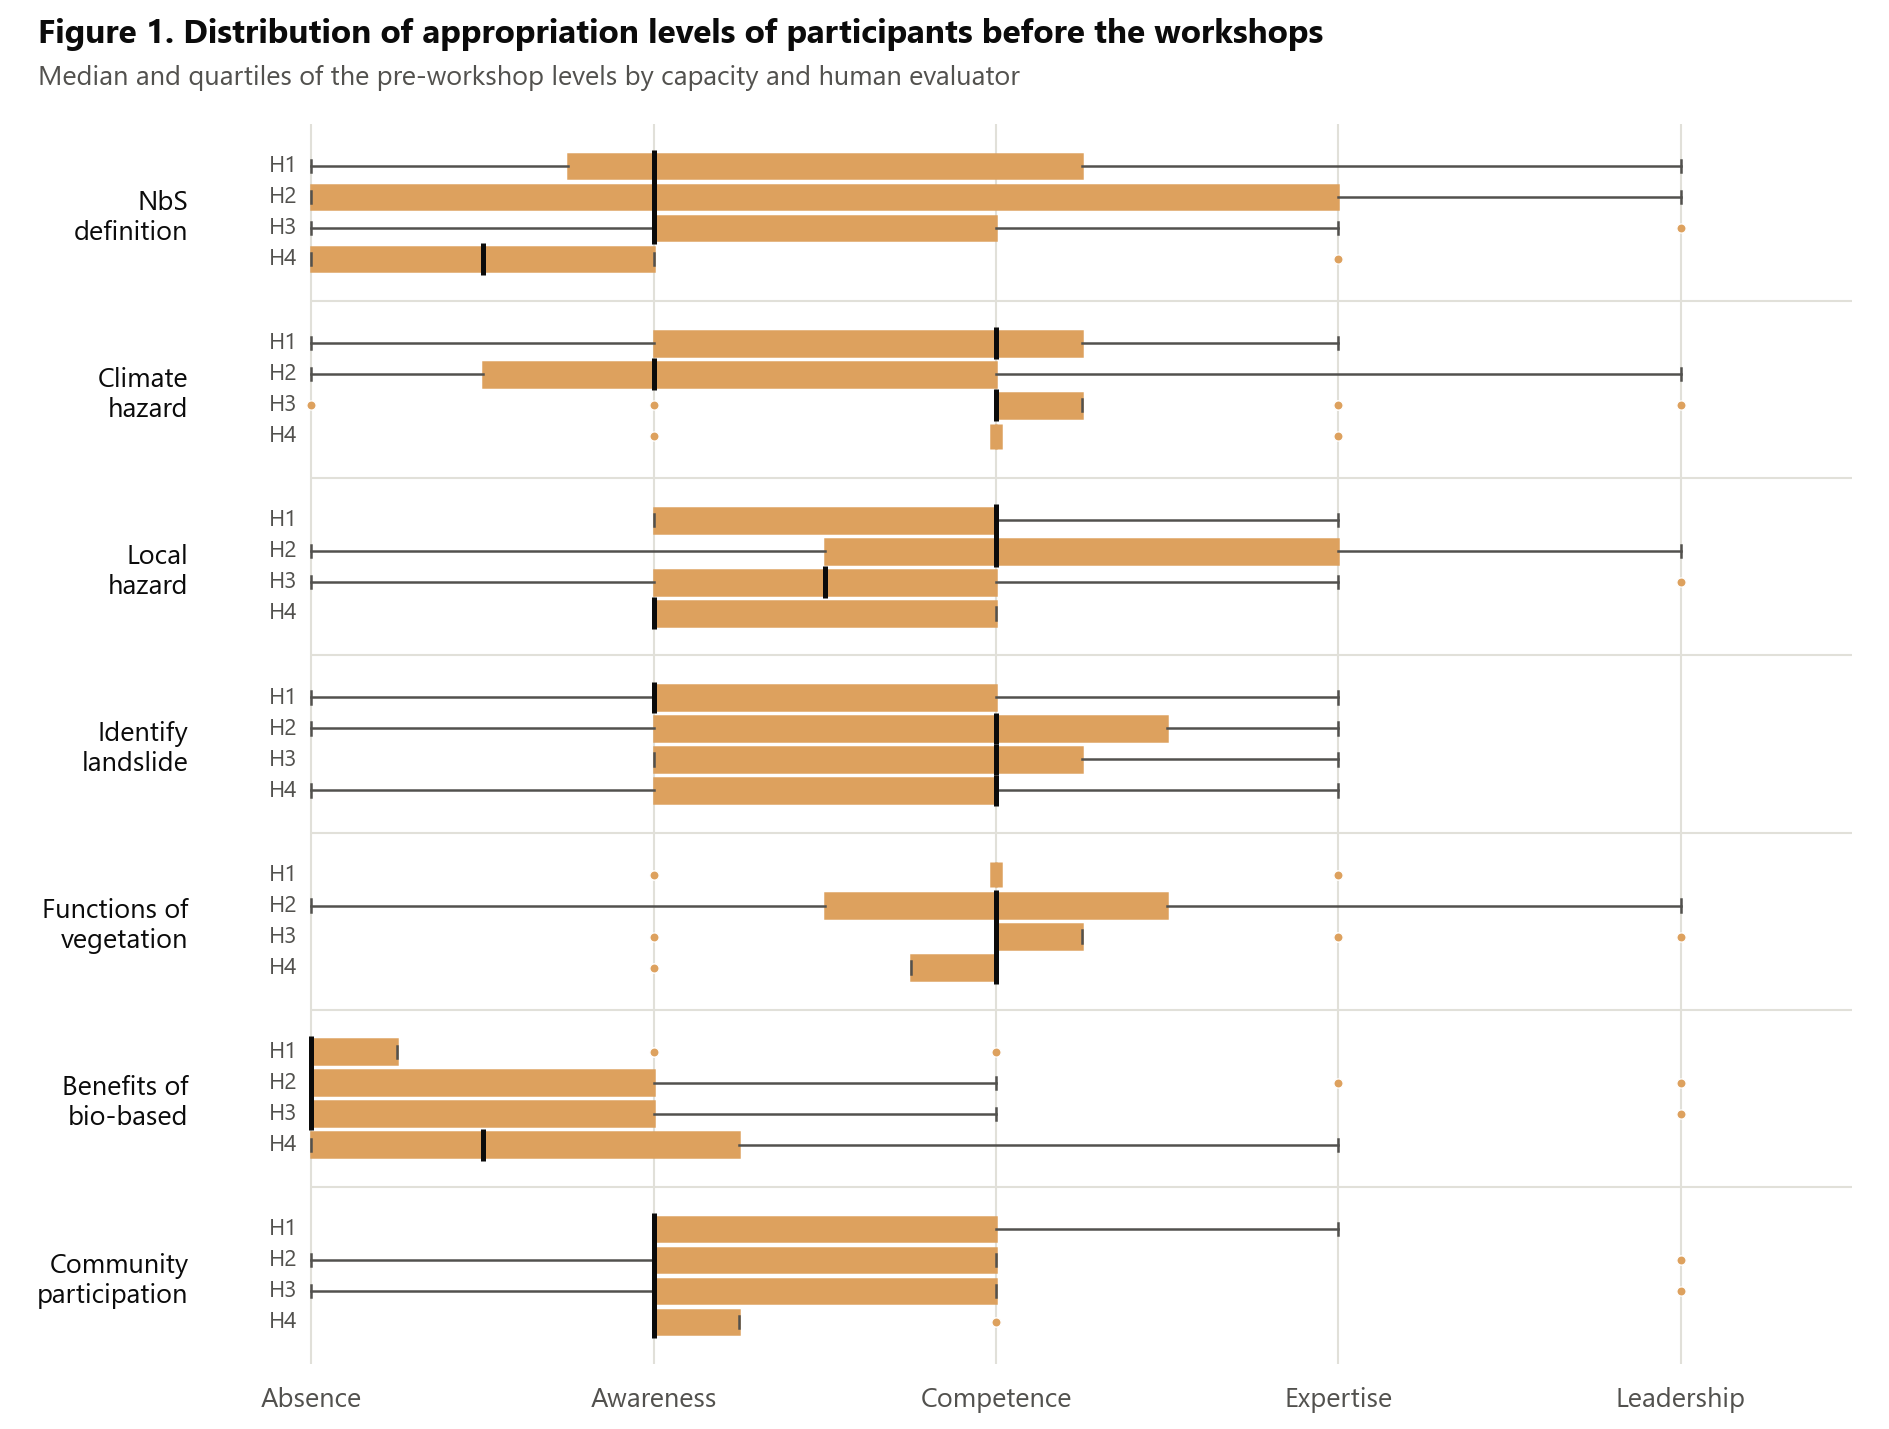 Figure 1. Distribution of appropriation levels of participants before the workshops
Median and quartiles of the pre-workshop levels by capacity and human evaluator
NbS
definition
H1
H2
H3
H4
Climate
hazard
H1
H2
H3
H4
Local
hazard
H1
H2
H3
H4
Identify
landslide
H1
H2
H3
H4
Functions of
vegetation
H1
H2
H3
H4
Benefits of
bio-based
H1
H2
H3
H4
Community
participation
H1
H2
H3
H4
Absence
Awareness
Competence
Expertise
Leadership